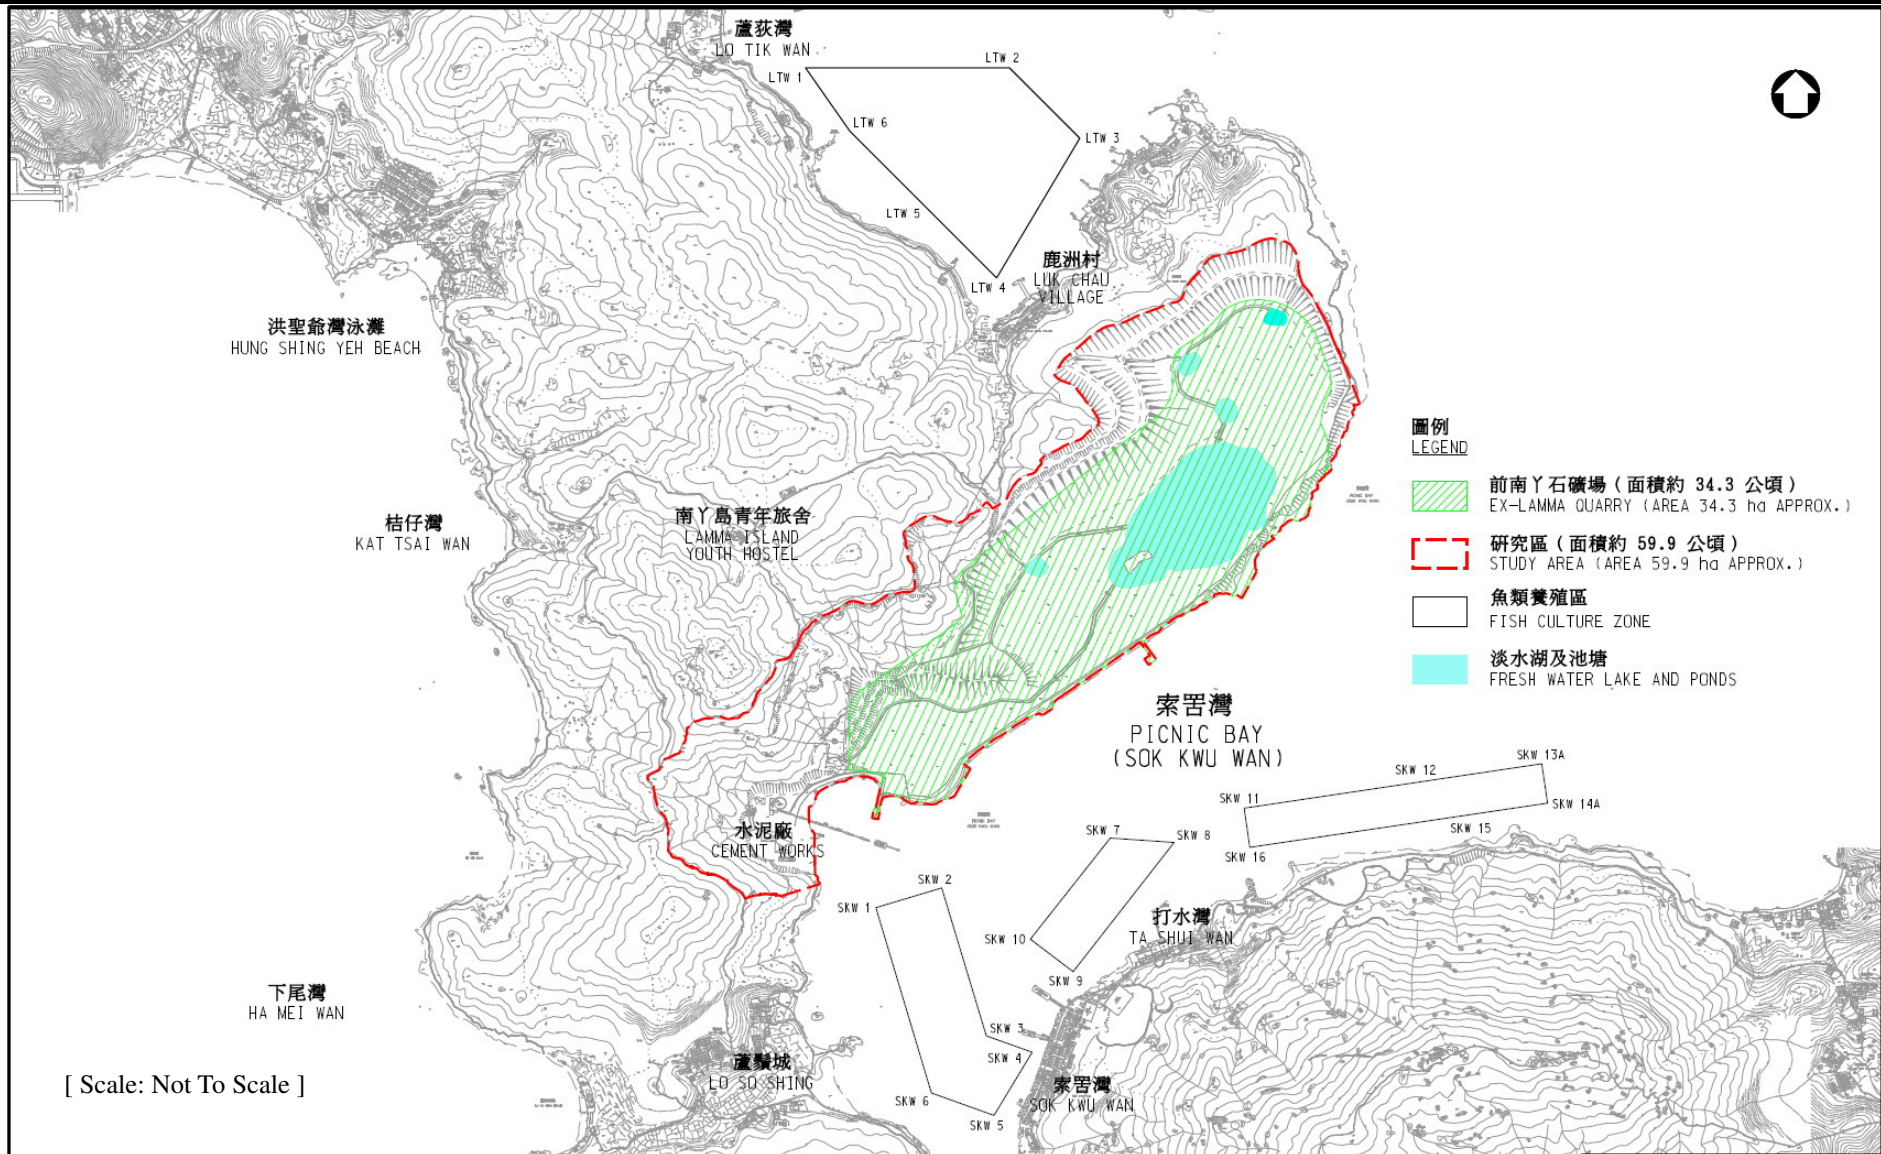 蘆荻灣
LO TIK WAN
LTW 1
LTW 2
LTW 6
LTW 3
LTW 5
LTW 4
鹿洲村
LUK CHAU
VILLAGE
洪聖爺灣泳灘
HUNG SHING YEH BEACH
桔仔灣
KAT TSAI WAN
南丫島青年旅舍
LAMMA ISLAND
YOUTH HOSTEL
圖例
LEGEND
前南丫石礦場 ( 面積約 34.3 公頃 )
EX-LAMMA QUARRY (AREA 34.3 ha APPROX.)
研究區 ( 面積約 59.9 公頃 )
STUDY AREA (AREA 59.9 ha APPROX.)
魚類養殖區
FISH CULTURE ZONE
淡水湖及池塘
FRESH WATER LAKE AND PONDS
索罟灣
PICNIC BAY
(SOK KWU WAN)
SKW 11
SKW 12
SKW 13A
SKW 14A
SKW 15
SKW 16
SKW 7
SKW 8
SKW 10
SKW 9
水泥廠
CEMENT WORKS
SKW 1
SKW 2
SKW 3
SKW 4
SKW 6
SKW 5
打水灣
TA SHUI WAN
下尾灣
HA MEI WAN
蘆鬚城
LO SO SHING
索罟灣
SOK KWU WAN
[ Scale: Not To Scale ]